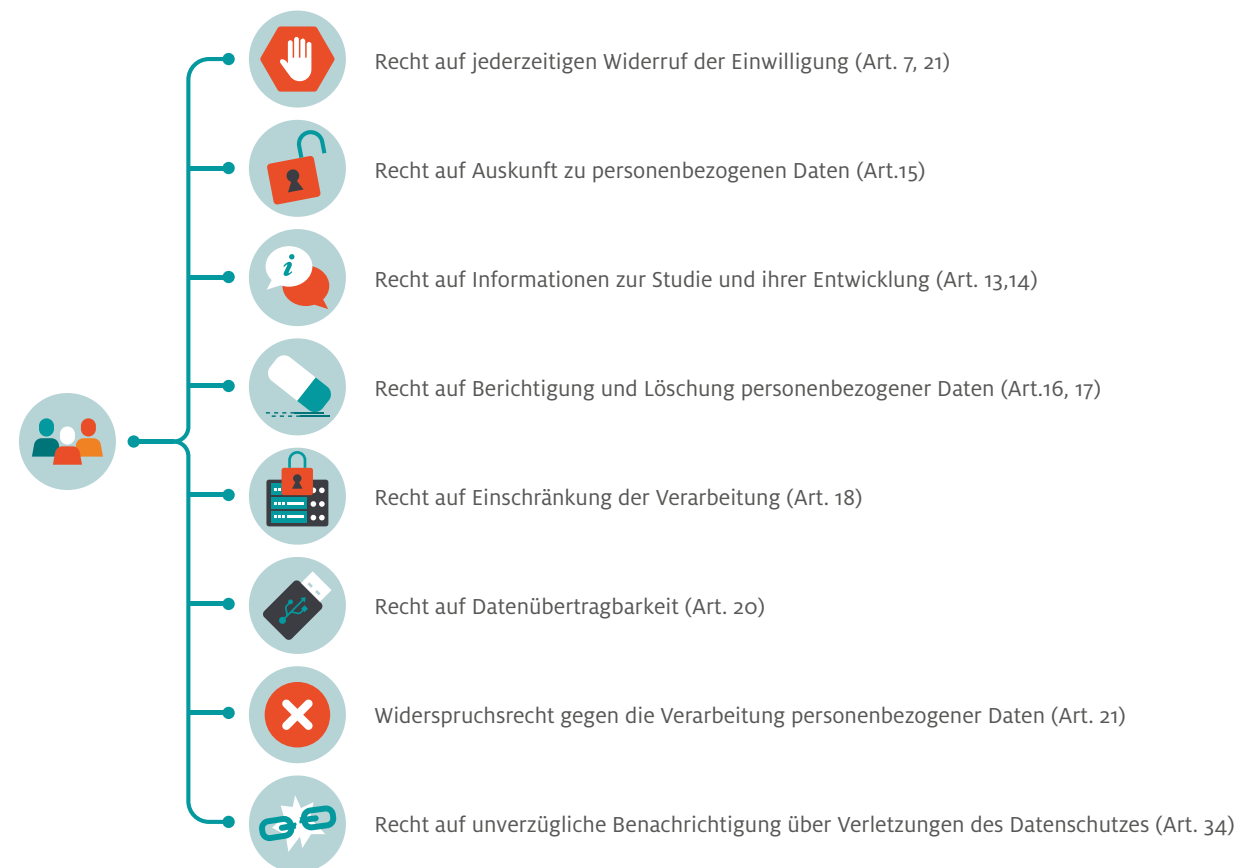 Recht auf jederzeitigen Widerruf der Einwilligung (Art. 7, 21)
Recht auf Auskunft zu personenbezogenen Daten (Art.15)
i
Recht auf Informationen zur Studie und ihrer Entwicklung (Art. 13,14)
Recht auf Berichtigung und Löschung personenbezogener Daten (Art.16, 17)
Recht auf Einschränkung der Verarbeitung (Art. 18)
Recht auf Datenübertragbarkeit (Art. 20)
Widerspruchsrecht gegen die Verarbeitung personenbezogener Daten (Art. 21)
Recht auf unverzügliche Benachrichtigung über Verletzungen des Datenschutzes (Art. 34)